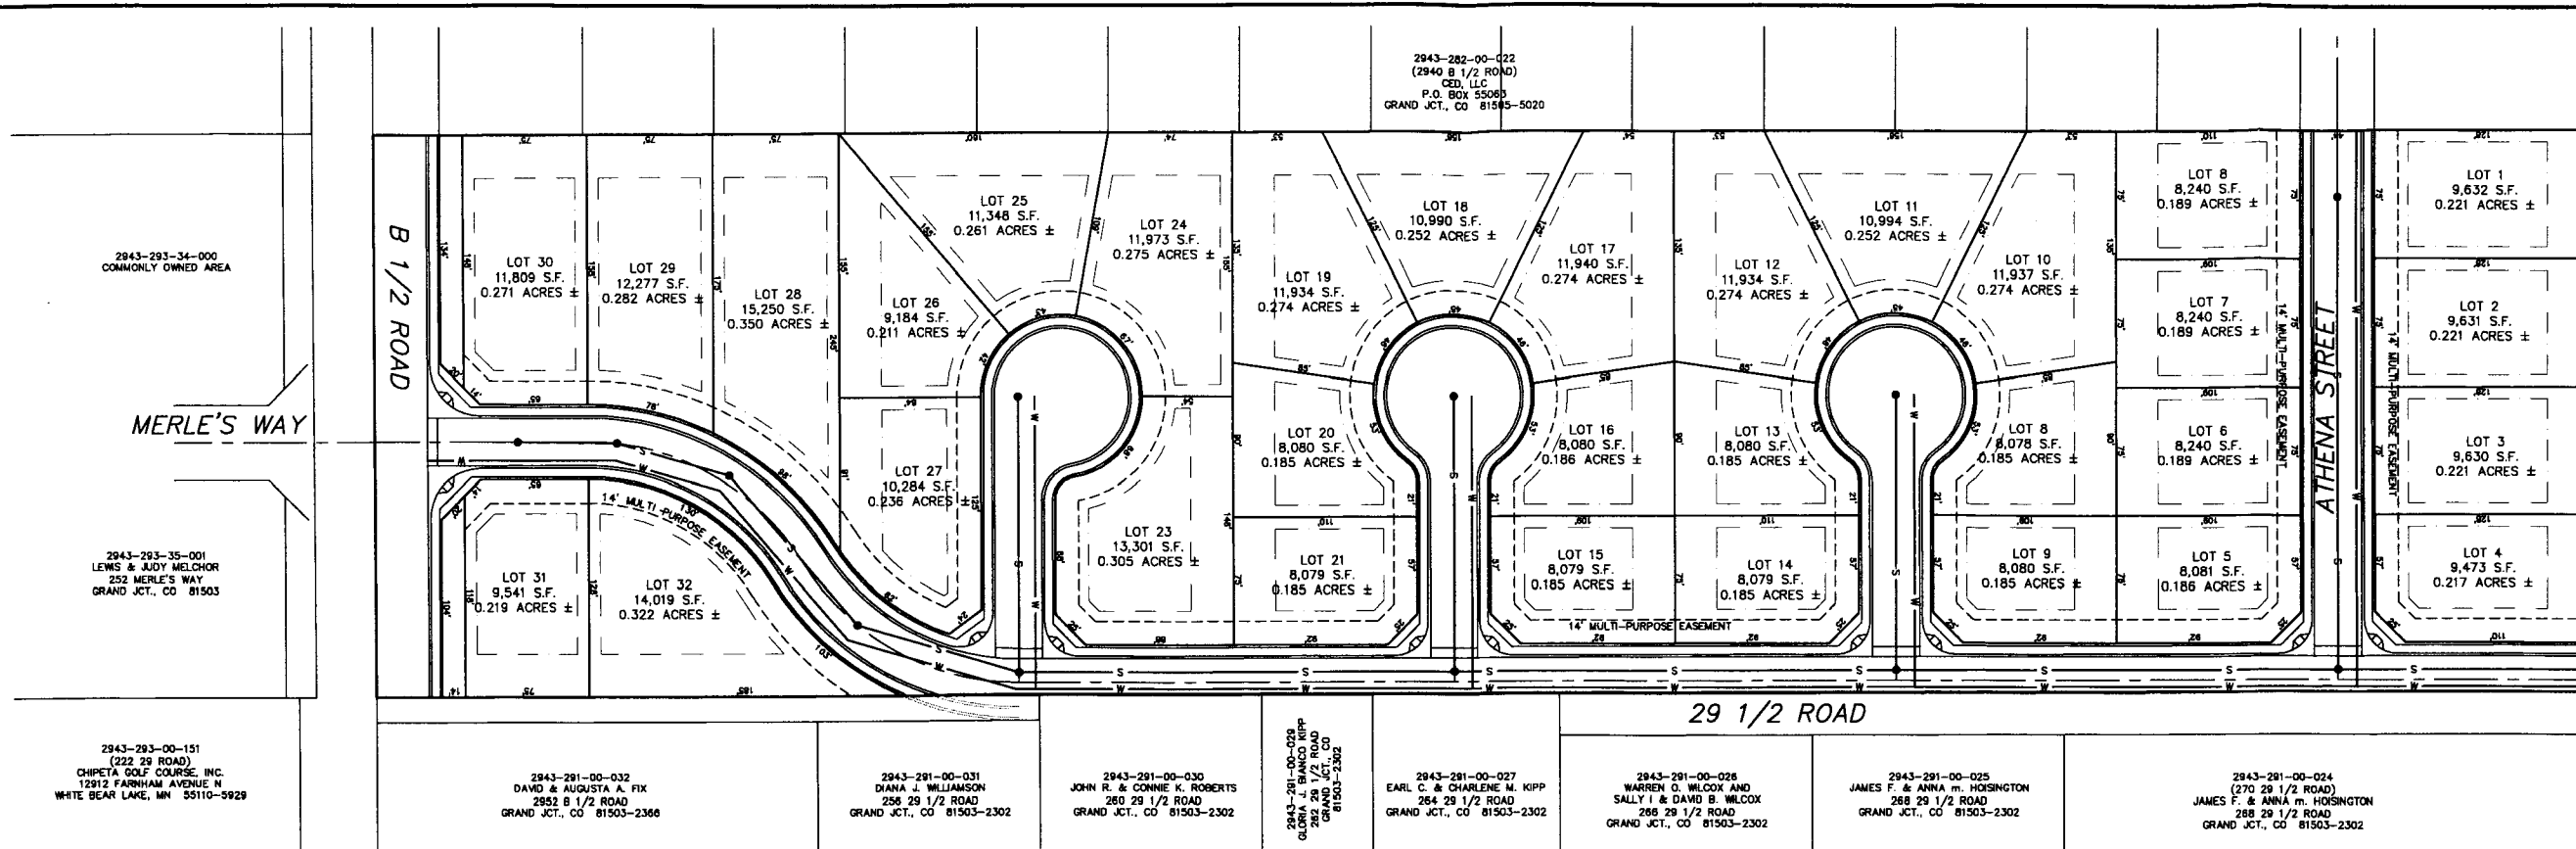 2943-282-00-022
(2940 B 1/2 ROAD)
CED, LLC
P.O. BOX 55063
GRAND JCT., CO 81505-5020
2943-293-34-000
COMMONLY OWNED AREA
B 1/2 ROAD
MERLE'S WAY
2943-293-35-001
LEWIS & JUDY MELCHOR
252 MERLE'S WAY
GRAND JCT., CO 81503
2943-293-00-151
(222 29 ROAD)
CHIPETA GOLF COURSE, INC.
12912 FARNHAM AVENUE N
WHITE BEAR LAKE, MN 55110-5929
LOT 30
11,809 S.F.
0.271 ACRES ±
LOT 29
12,277 S.F.
0.282 ACRES ±
LOT 28
15,250 S.F.
0.350 ACRES ±
LOT 25
11,348 S.F.
0.261 ACRES ±
LOT 26
9,184 S.F.
0.211 ACRES ±
LOT 24
11,973 S.F.
0.275 ACRES ±
LOT 27
10,284 S.F.
0.236 ACRES ±
LOT 23
13,301 S.F.
0.305 ACRES ±
LOT 31
9,541 S.F.
0.219 ACRES ±
LOT 32
14,019 S.F.
0.322 ACRES ±
14' MULTI-PURPOSE EASEMENT
LOT 19
11,934 S.F.
0.274 ACRES ±
LOT 18
10,990 S.F.
0.252 ACRES ±
LOT 17
11,940 S.F.
0.274 ACRES ±
LOT 20
8,080 S.F.
0.185 ACRES ±
LOT 16
8,080 S.F.
0.186 ACRES ±
LOT 21
8,079 S.F.
0.185 ACRES ±
LOT 15
8,079 S.F.
0.185 ACRES ±
LOT 12
11,934 S.F.
0.274 ACRES ±
LOT 11
10,994 S.F.
0.252 ACRES ±
LOT 10
11,937 S.F.
0.274 ACRES ±
LOT 13
8,080 S.F.
0.185 ACRES ±
LOT 8
8,078 S.F.
0.185 ACRES ±
LOT 14
8,079 S.F.
0.185 ACRES ±
LOT 9
8,080 S.F.
0.185 ACRES ±
14' MULTI-PURPOSE EASEMENT
LOT 8
8,240 S.F.
0.189 ACRES ±
LOT 7
8,240 S.F.
0.189 ACRES ±
LOT 6
8,240 S.F.
0.189 ACRES ±
LOT 5
8,081 S.F.
0.186 ACRES ±
14' MULTI-PURPOSE EASEMENT
ATHENA STREET
14' MULTI-PURPOSE EASEMENT
LOT 1
9,632 S.F.
0.221 ACRES ±
LOT 2
9,631 S.F.
0.221 ACRES ±
LOT 3
9,630 S.F.
0.221 ACRES ±
LOT 4
9,473 S.F.
0.217 ACRES ±
29 1/2 ROAD
2943-291-00-032
DAVID & AUGUSTA A. FIX
2952 B 1/2 ROAD
GRAND JCT., CO 81503-2366
2943-291-00-031
DIANA J. WILLIAMSON
256 29 1/2 ROAD
GRAND JCT., CO 81503-2302
2943-291-00-030
JOHN R. & CONNIE K. ROBERTS
260 29 1/2 ROAD
GRAND JCT., CO 81503-2302
2943-291-00-029
GLORIA J. BIANCO KIPP
262 29 1/2 ROAD
GRAND JCT., CO
81503-2302
2943-291-00-027
EARL C. & CHARLENE M. KIPP
264 29 1/2 ROAD
GRAND JCT., CO 81503-2302
2943-291-00-026
WARREN O. WILCOX AND
SALLY I & DAVID B. WILCOX
266 29 1/2 ROAD
GRAND JCT., CO 81503-2302
2943-291-00-025
JAMES F. & ANNA m. HOISINGTON
268 29 1/2 ROAD
GRAND JCT., CO 81503-2302
2943-291-00-024
(270 29 1/2 ROAD)
JAMES F. & ANNA m. HOISINGTON
268 29 1/2 ROAD
GRAND JCT., CO 81503-2302